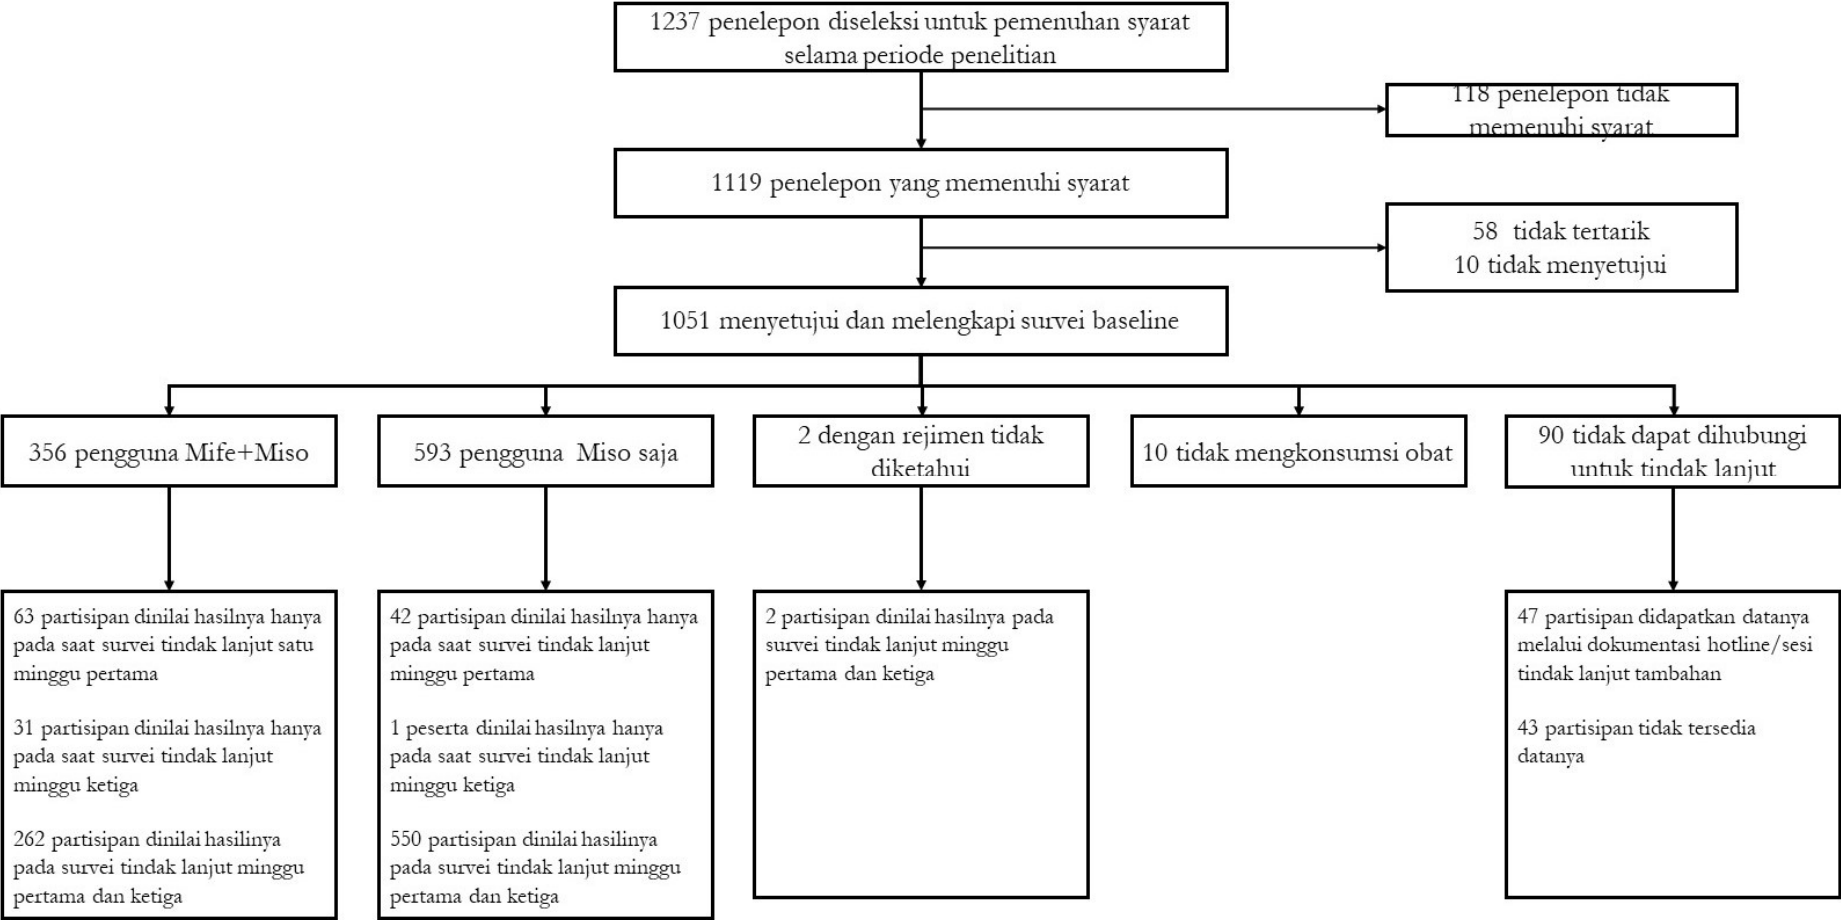 1237 penelepon diseleksi untuk pemenuhan syarat
selama periode penelitian
118 penelepon tidak
memenuhi syarat
1119 penelepon yang memenuhi syarat
58 tidak tertarik
10 tidak menyetujui
1051 menyetujui dan melengkapi survei baseline
356 pengguna Mife+Miso
593 pengguna Miso saja
2 dengan rejimen tidak
diketahui
10 tidak mengkonsumsi obat
90 tidak dapat dihubungi
untuk tindak lanjut
63 partisipan dinilai hasilnya hanya
pada saat survei tindak lanjut satu
minggu pertama
31 partisipan dinilai hasilnya hanya
pada saat survei tindak lanjut
minggu ketiga
262 partisipan dinilai hasilinya
pada survei tindak lanjut minggu
pertama dan ketiga
42 partisipan dinilai hasilnya hanya
pada saat survei tindak lanjut
minggu pertama
1 peserta dinilai hasilnya hanya
pada saat survei tindak lanjut
minggu ketiga
550 partisipan dinilai hasilinya
pada survei tindak lanjut minggu
pertama dan ketiga
2 partisipan dinilai hasilnya pada
survei tindak lanjut minggu
pertama dan ketiga
47 partisipan didapatkan datanya
melalui dokumentasi hotline/sesi
tindak lanjut tambahan
43 partisipan tidak tersedia
datanya